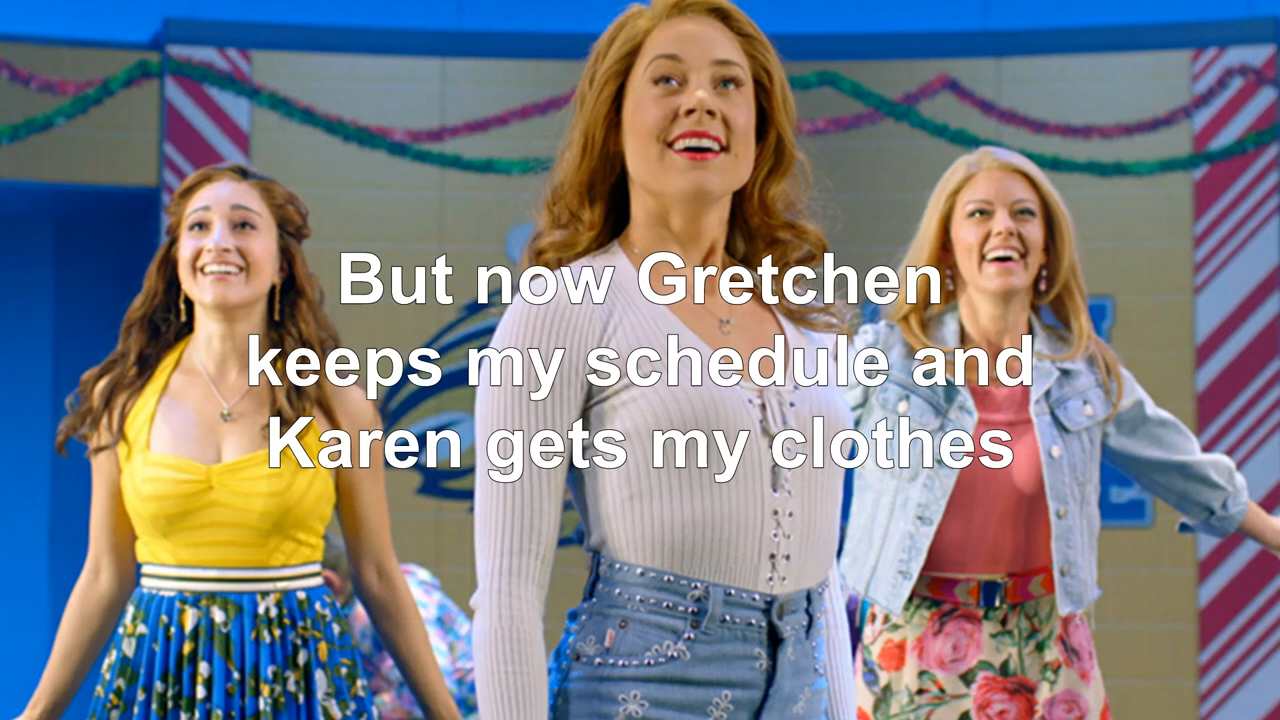 But now Gretchen
keeps my schedule and
Karen gets my clothes